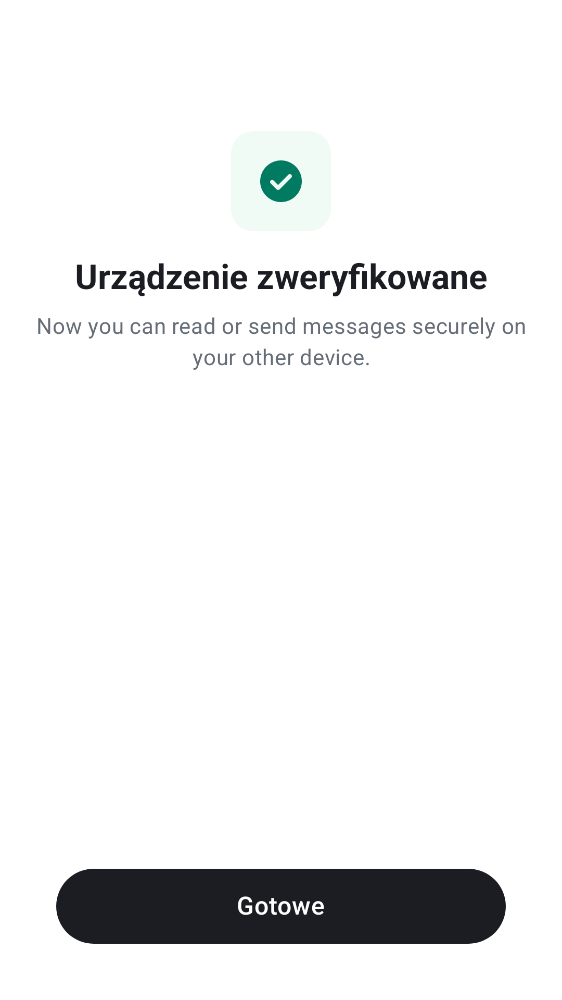 Urządzenie zweryfikowane
Now you can read or send messages securely on
your other device.
Gotowe